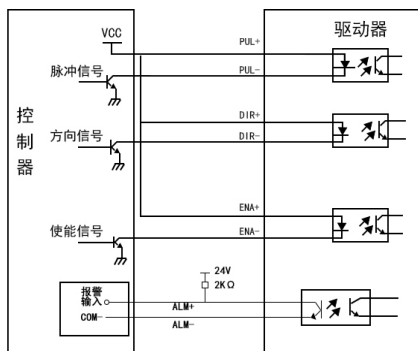 驱动器
VCC
PUL+
脉冲信号
PUL-
DIR+
控制器
方向信号
DIR-
ENA+
使能信号
ENA-
24V
2KΩ
报警
输入
ALM+
COM-
ALM-